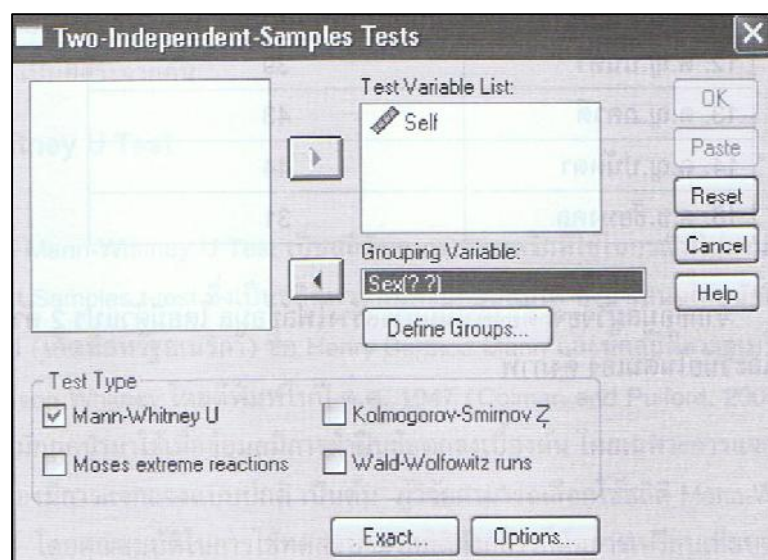 Two-Independent-Samples Tests
Test Variable List:
Self
OK
Paste
Reset
Cancel
Help
Grouping Variable:
Sex(? ?)
Define Groups...
Test Type
Mann-Whitney U
Kolmogorov-Smirnov Z
Moses extreme reactions
Wald-Wolfowitz runs
Exact...
Options...